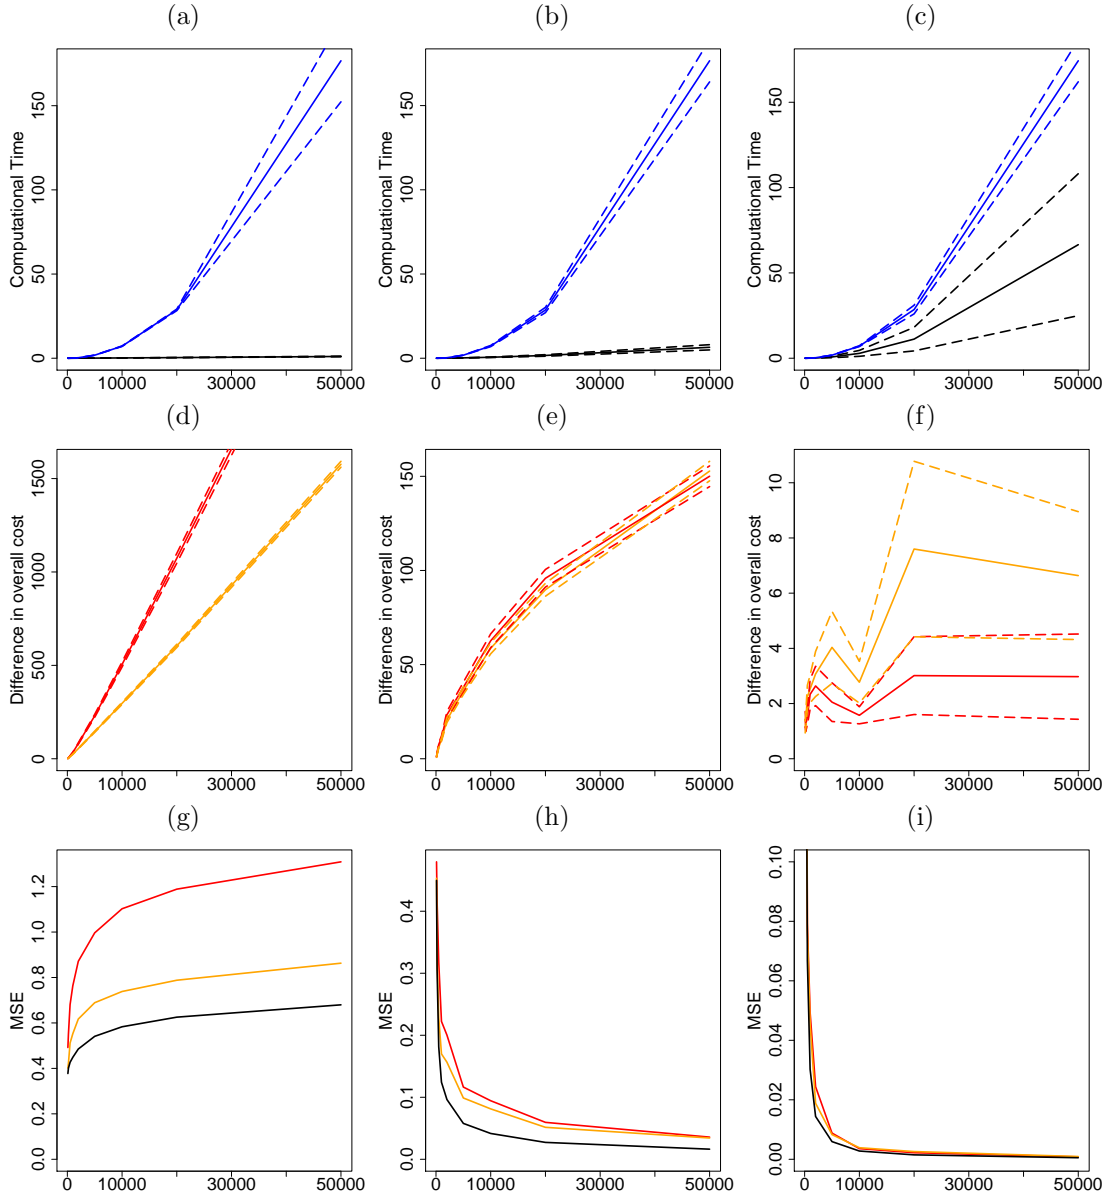 (a) (b) (c)
Computational Time
0 50 100 150
0 10000 30000 50000
Computational Time
0 50 100 150
0 10000 30000 50000
Computational Time
0 50 100 150
0 10000 30000 50000
(d) (e) (f)
Difference in overall cost
0 500 1000 1500
0 10000 30000 50000
Difference in overall cost
0 50 100 150
0 10000 30000 50000
Difference in overall cost
0 2 4 6 8 10
0 10000 30000 50000
(g) (h) (i)
MSE
0.0 0.2 0.4 0.6 0.8 1.0 1.2
0 10000 30000 50000
MSE
0.0 0.1 0.2 0.3 0.4
0 10000 30000 50000
MSE
0.00 0.02 0.04 0.06 0.08 0.10
0 10000 30000 50000